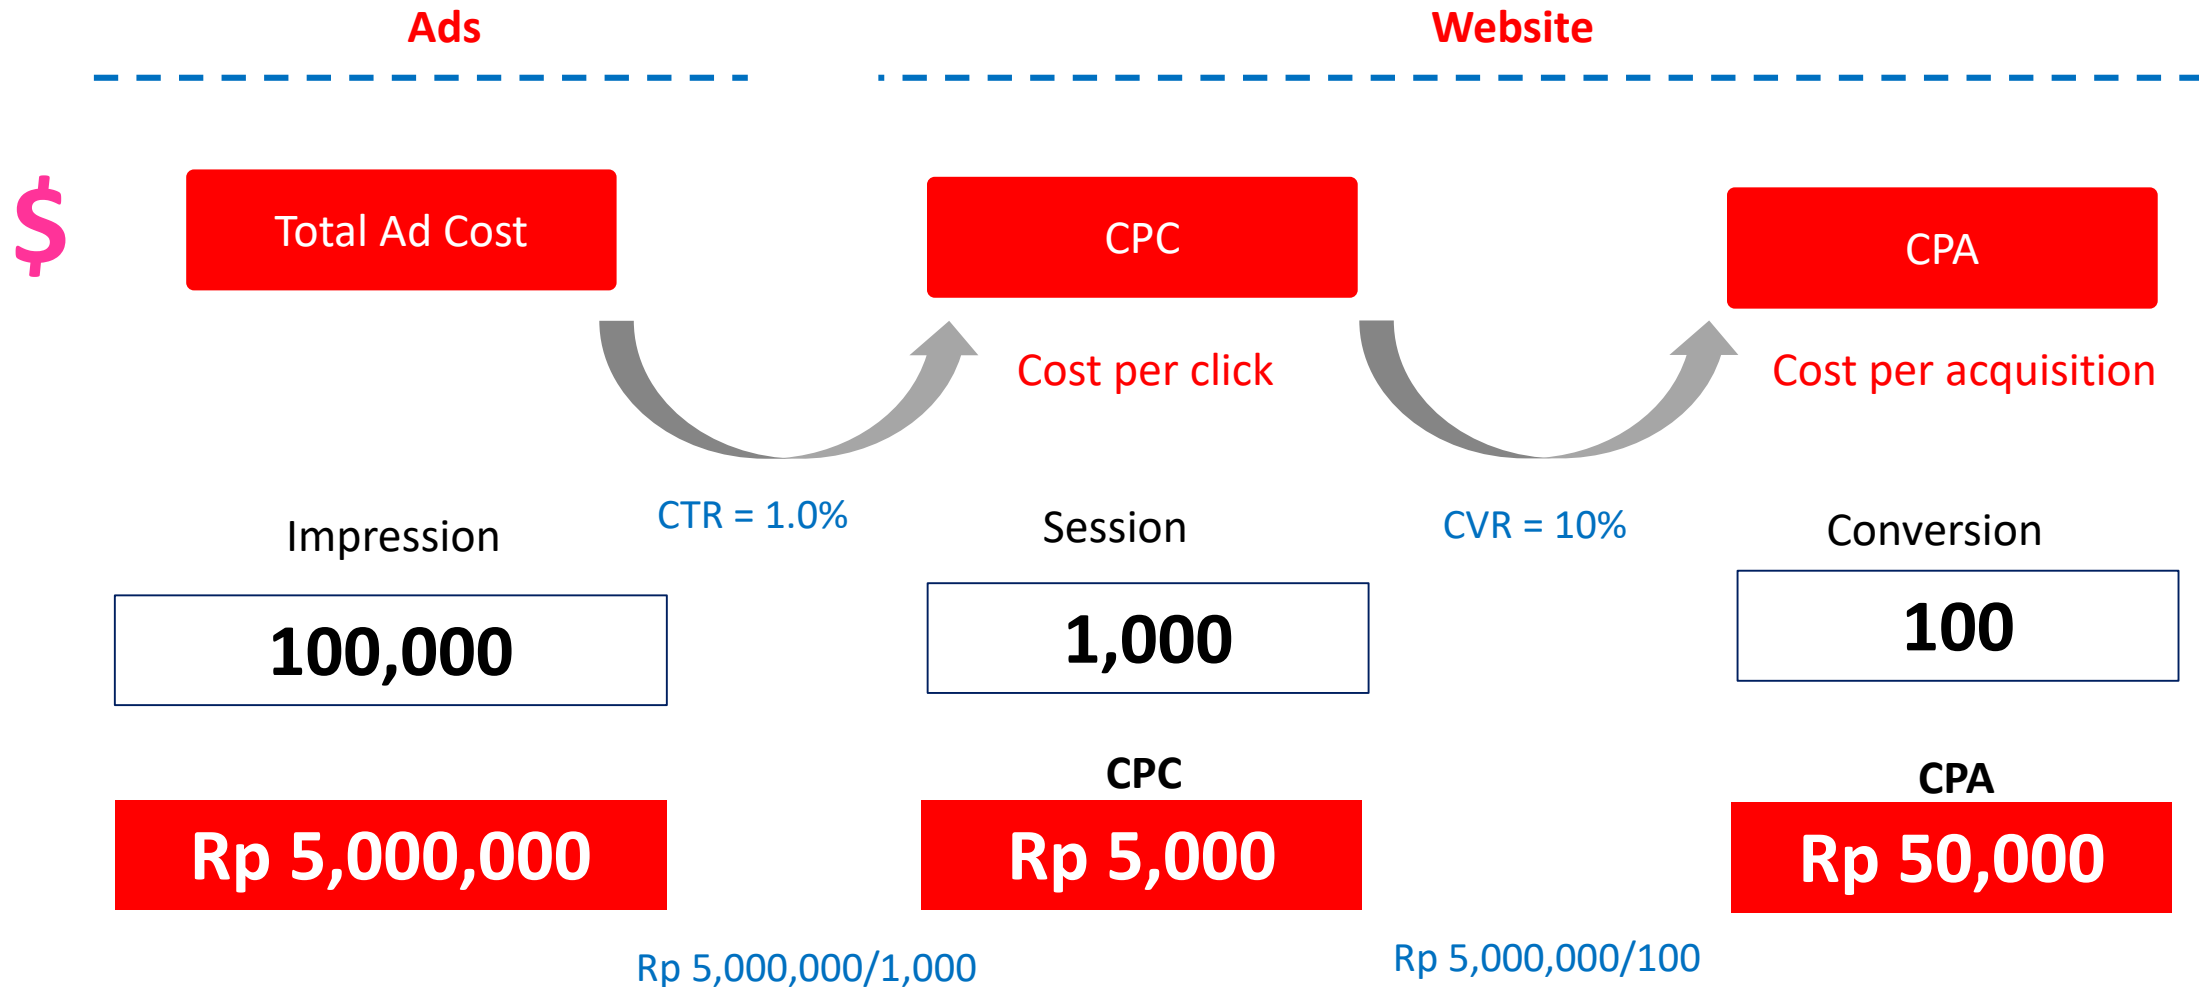 Ads
Website
$
Total Ad Cost
CPC
CPA
Cost per click
Cost per acquisition
CTR = 1.0%
CVR = 10%
Impression
Session
Conversion
100,000
1,000
100
CPC
CPA
Rp 5,000,000
Rp 5,000
Rp 50,000
Rp 5,000,000/1,000
Rp 5,000,000/100